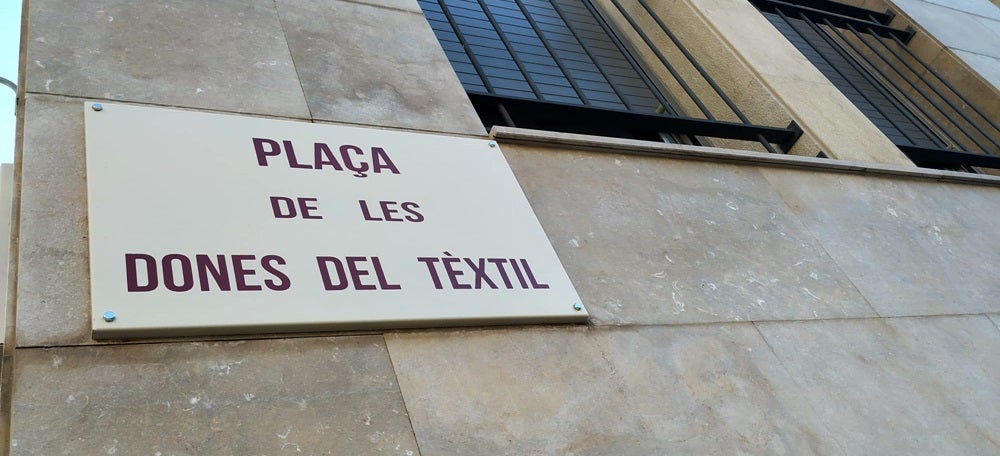 PLAÇA
DE LES
DONES DEL TÈXTIL